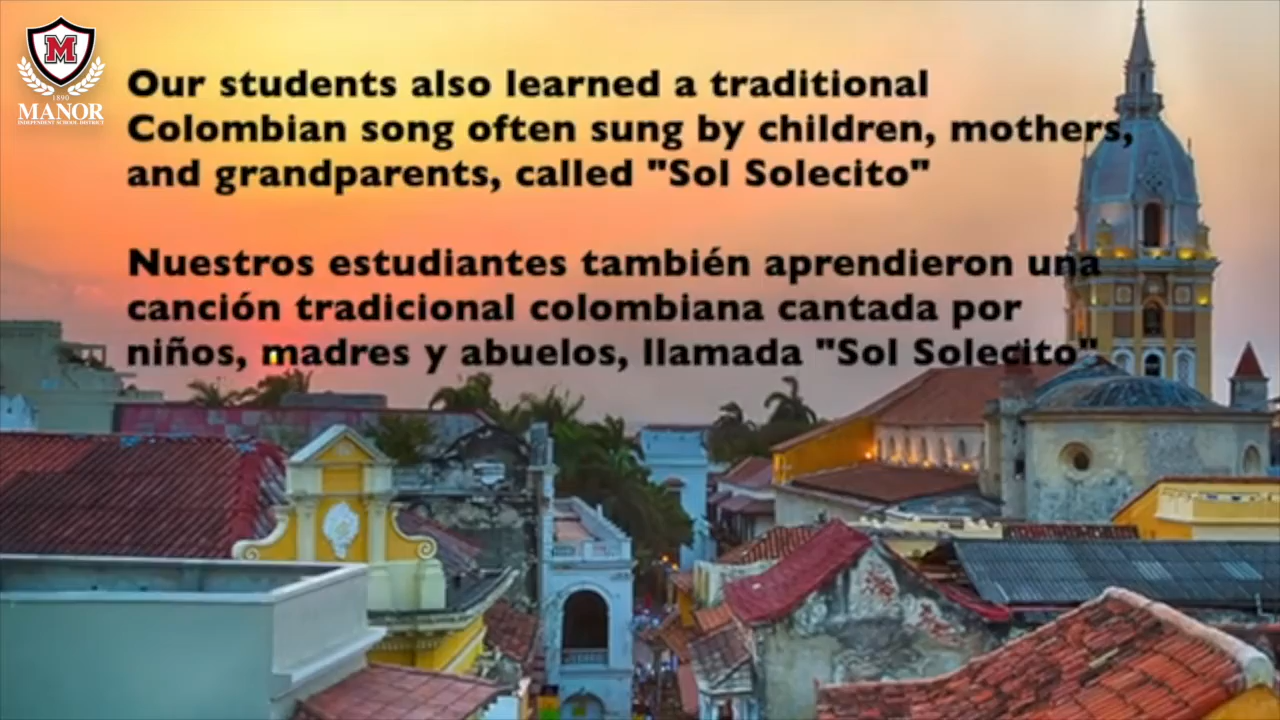 M
1890
MANOR
INDEPENDENT SCHOOL DISTRICT
Our students also learned a traditional
Colombian song often sung by children, mothers,
and grandparents, called "Sol Solecito"
Nuestros estudiantes también aprendieron una
canción tradicional colombiana cantada por
niños, madres y abuelos, llamada "Sol Solecito"